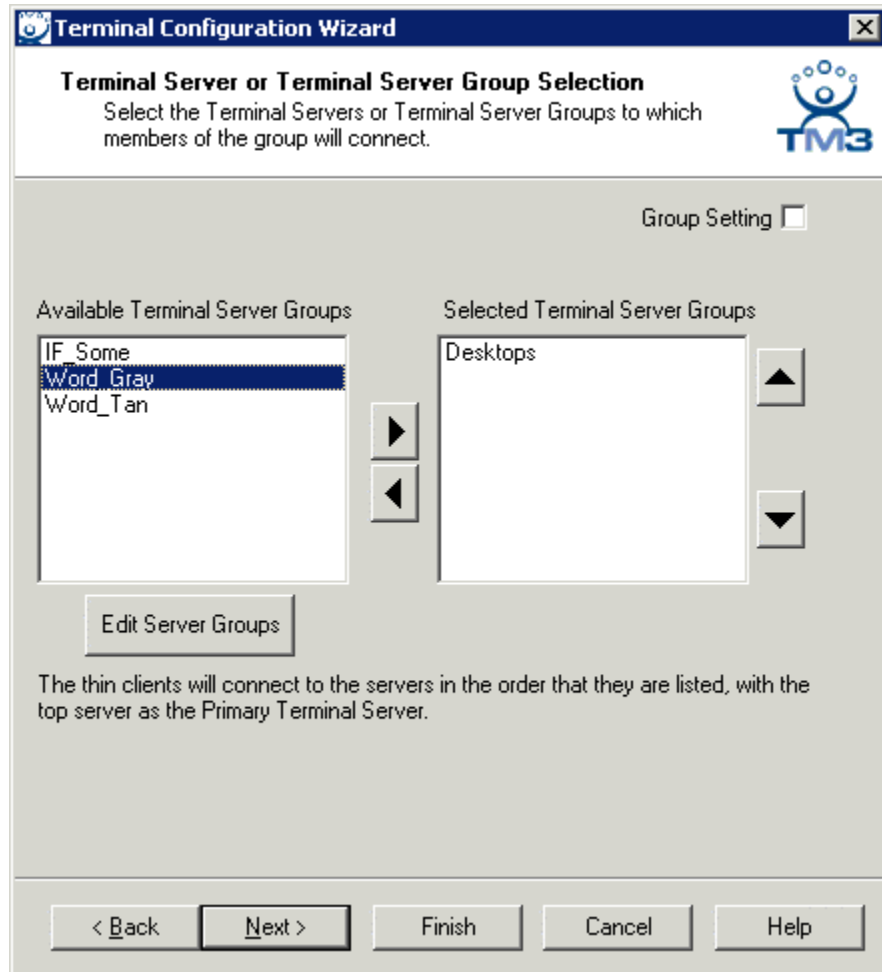 Terminal Configuration Wizard
Terminal Server or Terminal Server Group Selection
Select the Terminal Servers or Terminal Server Groups to which
members of the group will connect.
TM3
Group Setting
Available Terminal Server Groups
IF_Some
Word_Gray
Word_Tan
Selected Terminal Server Groups
Desktops
Edit Server Groups
The thin clients will connect to the servers in the order that they are listed, with the
top server as the Primary Terminal Server.
< Back
Next >
Finish
Cancel
Help